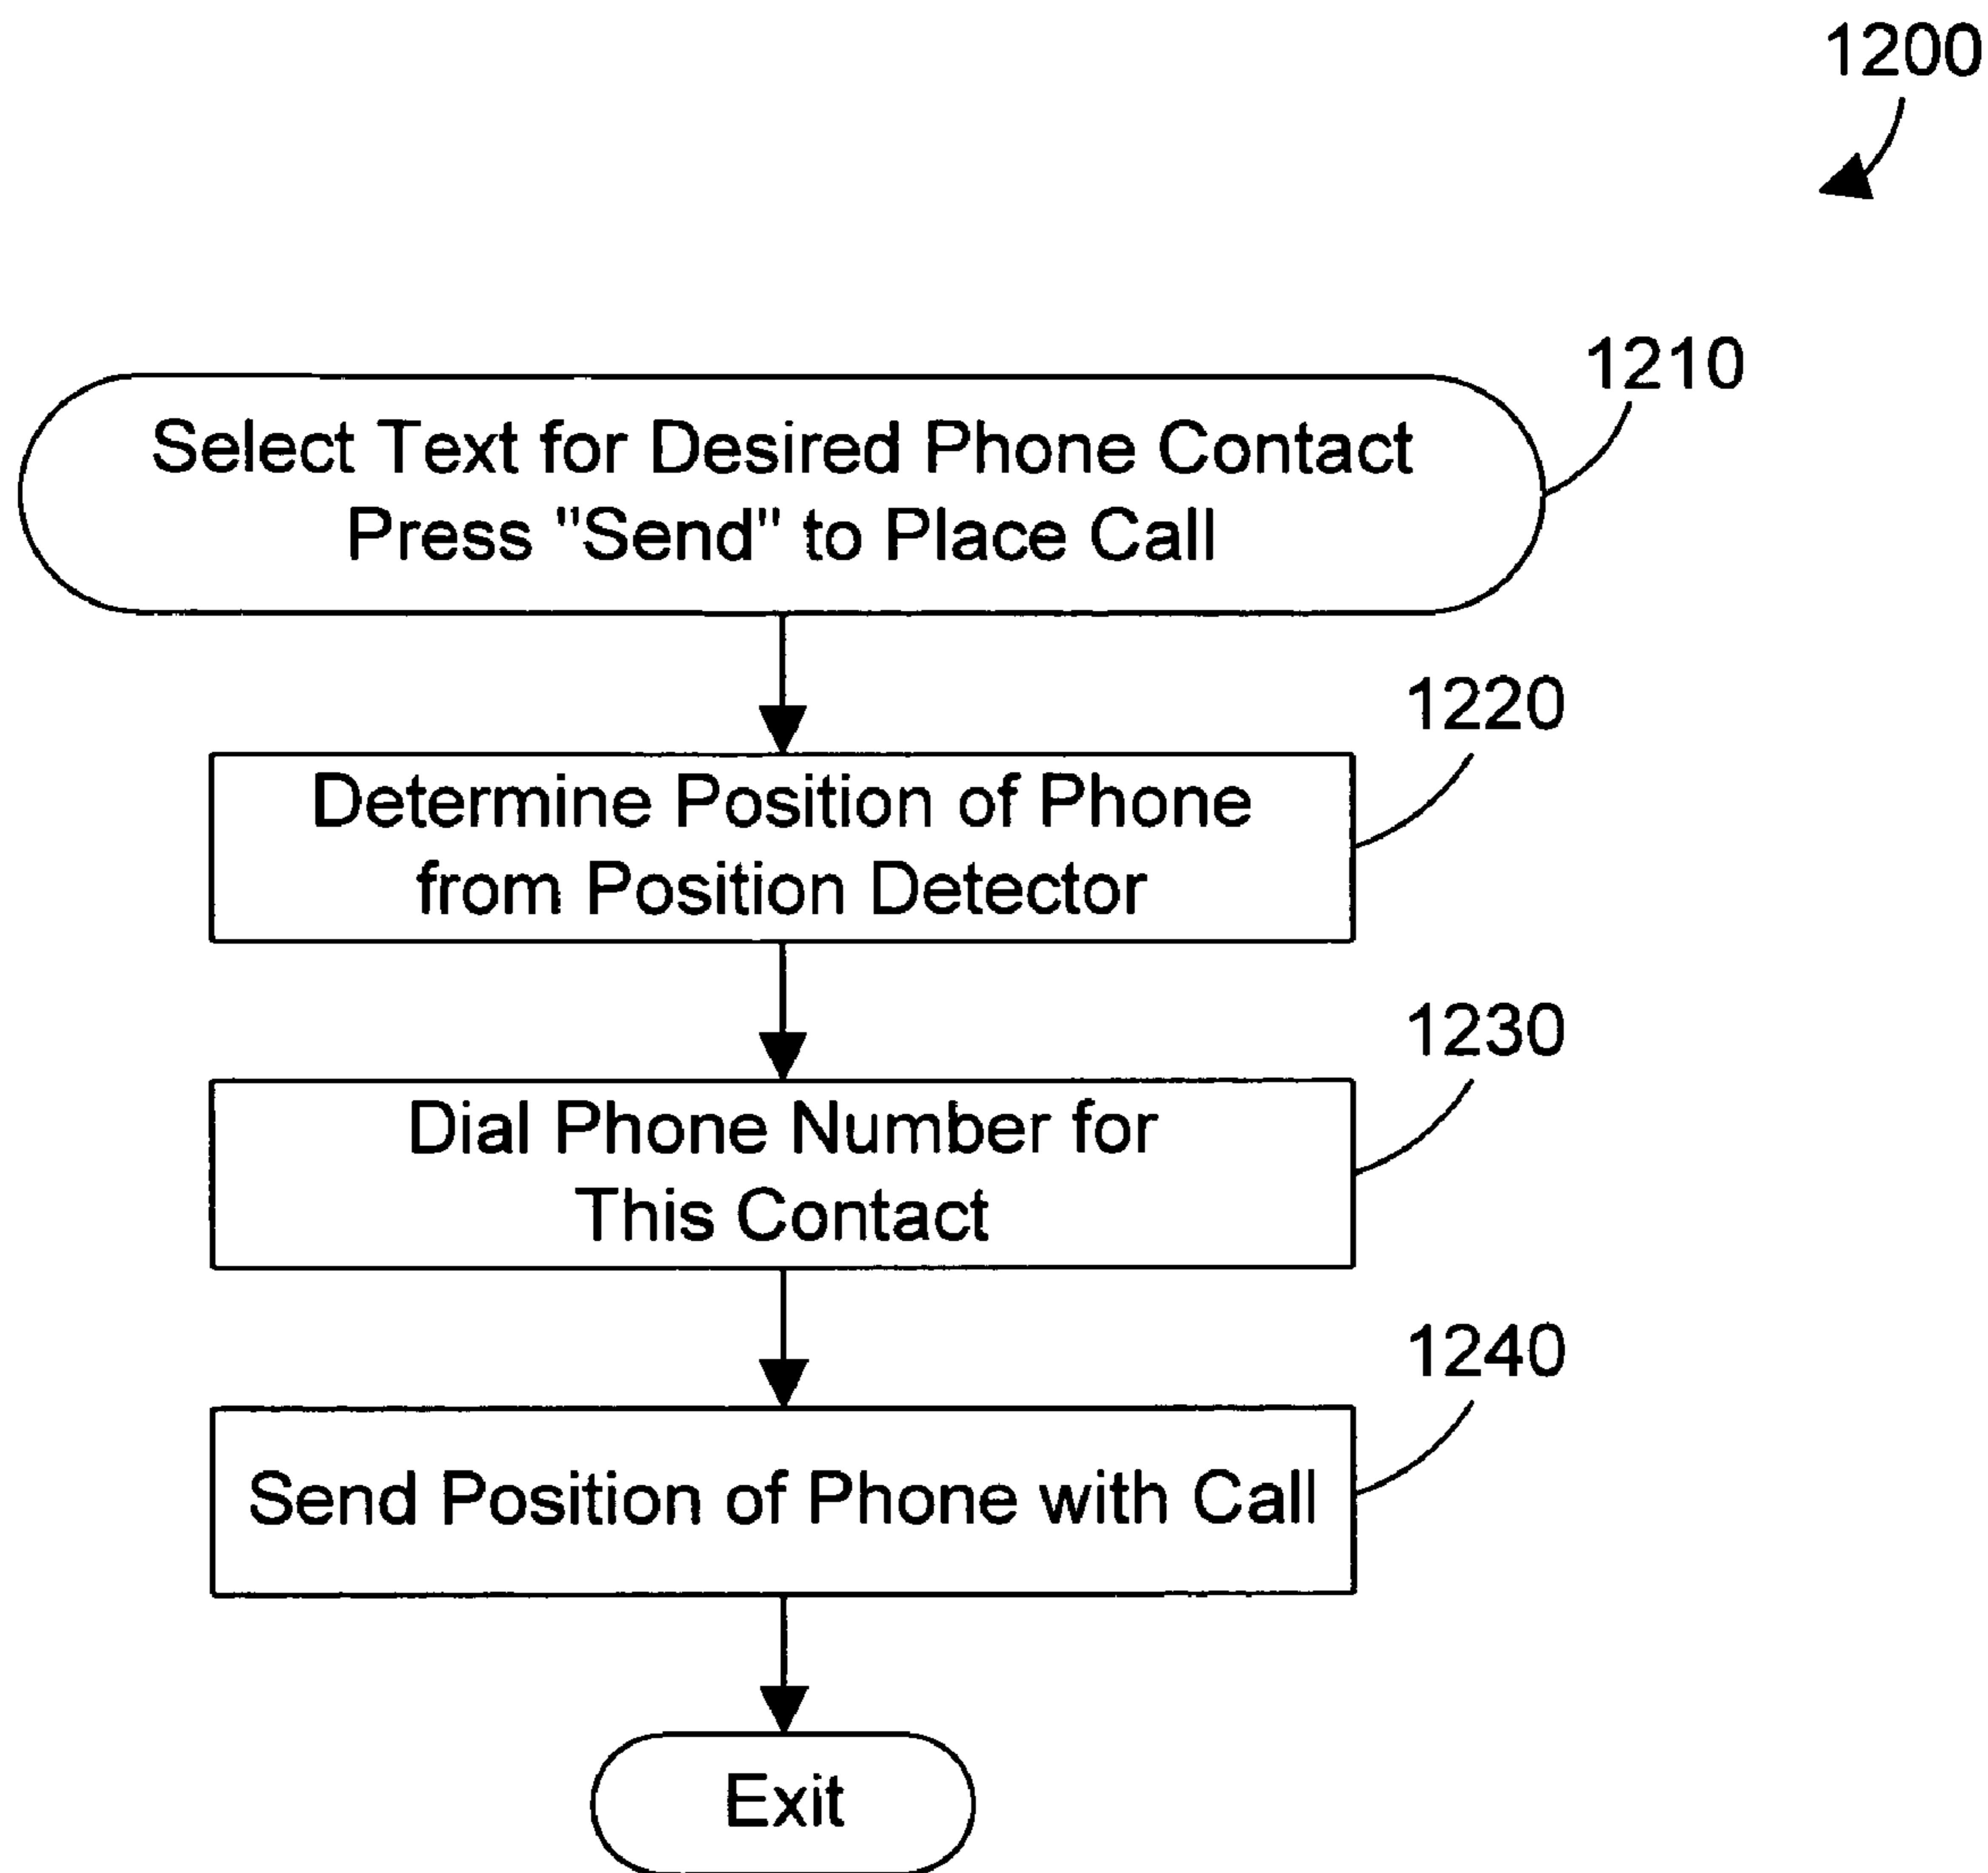 1200
1210
Select Text for Desired Phone Contact
Press "Send" to Place Call
1220
Determine Position of Phone
from Position Detector
1230
Dial Phone Number for
This Contact
1240
Send Position of Phone with Call
Exit